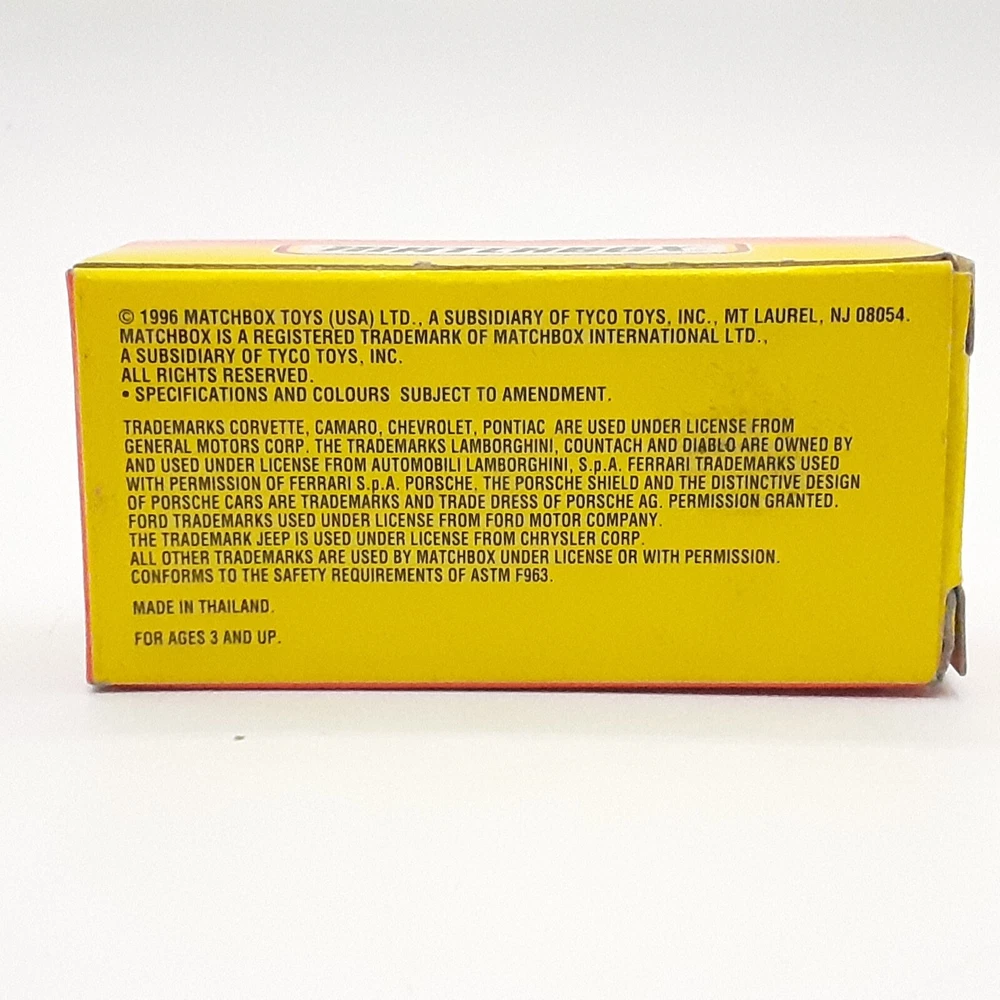 MATCHBOX
© 1996 MATCHBOX TOYS (USA) LTD., A SUBSIDIARY OF TYCO TOYS, INC., MT LAUREL, NJ 08054.
MATCHBOX IS A REGISTERED TRADEMARK OF MATCHBOX INTERNATIONAL LTD.,
A SUBSIDIARY OF TYCO TOYS, INC.
ALL RIGHTS RESERVED.
• SPECIFICATIONS AND COLOURS SUBJECT TO AMENDMENT.
TRADEMARKS CORVETTE, CAMARO, CHEVROLET, PONTIAC ARE USED UNDER LICENSE FROM
GENERAL MOTORS CORP. THE TRADEMARKS LAMBORGHINI, COUNTACH AND DIABLO ARE OWNED BY
AND USED UNDER LICENSE FROM AUTOMOBILI LAMBORGHINI, S.p.A. FERRARI TRADEMARKS USED
WITH PERMISSION OF FERRARI S.p.A. PORSCHE, THE PORSCHE SHIELD AND THE DISTINCTIVE DESIGN
OF PORSCHE CARS ARE TRADEMARKS AND TRADE DRESS OF PORSCHE AG. PERMISSION GRANTED.
FORD TRADEMARKS USED UNDER LICENSE FROM FORD MOTOR COMPANY.
THE TRADEMARK JEEP IS USED UNDER LICENSE FROM CHRYSLER CORP.
ALL OTHER TRADEMARKS ARE USED BY MATCHBOX UNDER LICENSE OR WITH PERMISSION.
CONFORMS TO THE SAFETY REQUIREMENTS OF ASTM F963.
MADE IN THAILAND.
FOR AGES 3 AND UP.